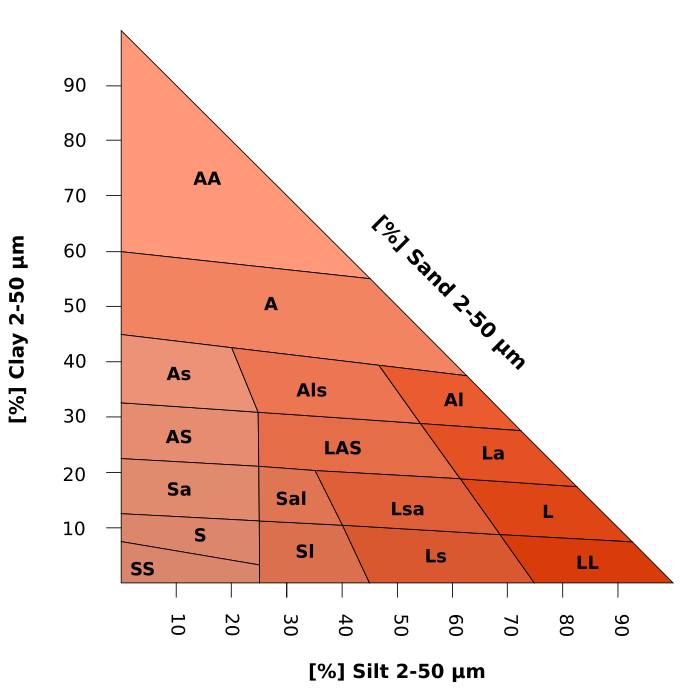 90
80
AA
70
[%] Sand 2-50 µm
60
50
A
[%] Clay 2-50 µm
40
As
Als
Al
30
AS
LAS
La
20
Sa
Sal
Lsa
L
10
S
Sl
Ls
LL
SS
10 20 30 40 50 60 70 80 90
[%] Silt 2-50 µm